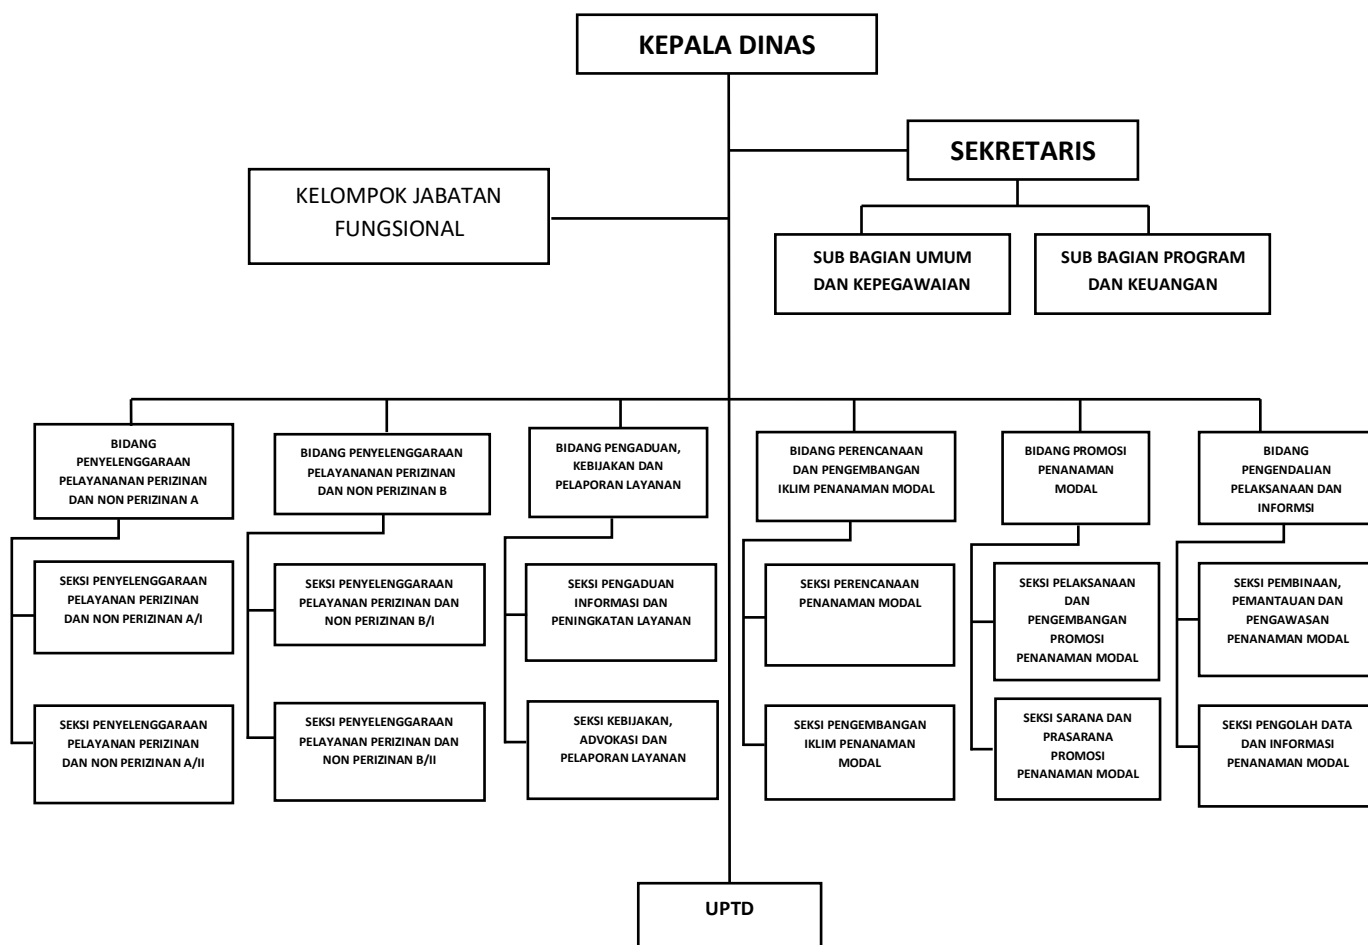 KEPALA DINAS
SEKRETARIS
KELOMPOK JABATAN
FUNGSIONAL
SUB BAGIAN UMUM
DAN KEPEGAWAIAN
SUB BAGIAN PROGRAM
DAN KEUANGAN
BIDANG
PENYELENGGARAAN
PELAYANANAN PERIZINAN
DAN NON PERIZINAN A
BIDANG PENYELENGGARAAN
PELAYANANAN PERIZINAN
DAN NON PERIZINAN B
BIDANG PENGADUAN,
KEBIJAKAN DAN
PELAPORAN LAYANAN
BIDANG PERENCANAAN
DAN PENGEMBANGAN
IKLIM PENANAMAN MODAL
BIDANG PROMOSI
PENANAMAN
MODAL
BIDANG
PENGENDALIAN
PELAKSANAAN DAN
INFORMSI
SEKSI PENYELENGGARAAN
PELAYANAN PERIZINAN
DAN NON PERIZINAN A/I
SEKSI PENYELENGGARAAN
PELAYANAN PERIZINAN DAN
NON PERIZINAN B/I
SEKSI PENGADUAN
INFORMASI DAN
PENINGKATAN LAYANAN
SEKSI PERENCANAAN
PENANAMAN MODAL
SEKSI PELAKSANAAN
DAN
PENGEMBANGAN
PROMOSI
PENANAMAN MODAL
SEKSI PEMBINAAN,
PEMANTAUAN DAN
PENGAWASAN
PENANAMAN MODAL
SEKSI PENYELENGGARAAN
PELAYANAN PERIZINAN
DAN NON PERIZINAN A/II
SEKSI PENYELENGGARAAN
PELAYANAN PERIZINAN DAN
NON PERIZINAN B/II
SEKSI KEBIJAKAN,
ADVOKASI DAN
PELAPORAN LAYANAN
SEKSI PENGEMBANGAN
IKLIM PENANAMAN
MODAL
SEKSI SARANA DAN
PRASARANA
PROMOSI
PENANAMAN MODAL
SEKSI PENGOLAH DATA
DAN INFORMASI
PENANAMAN MODAL
UPTD